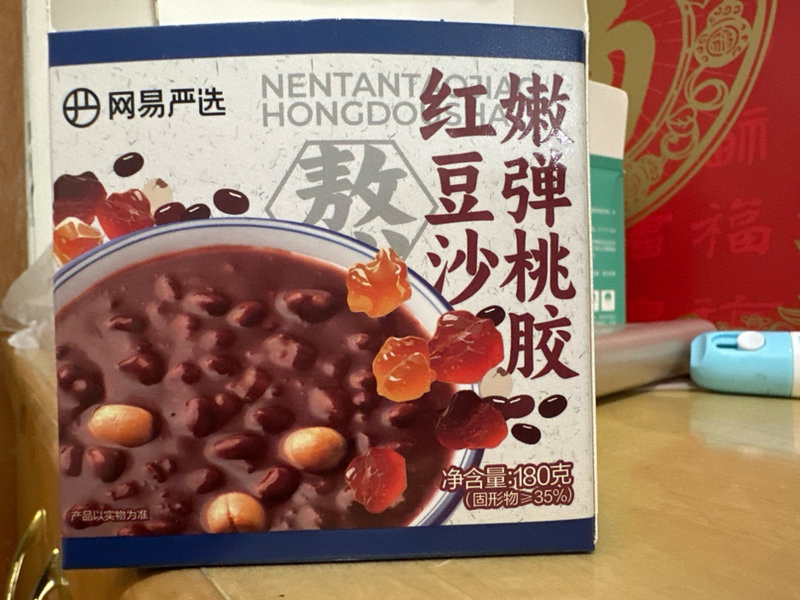 网易严选
NENTANTAOJIAO
HONGDOUSHA
嫩弹桃胶
红豆沙
熬
净含量:180克
(固形物≥35%)
产品以实物为准
福